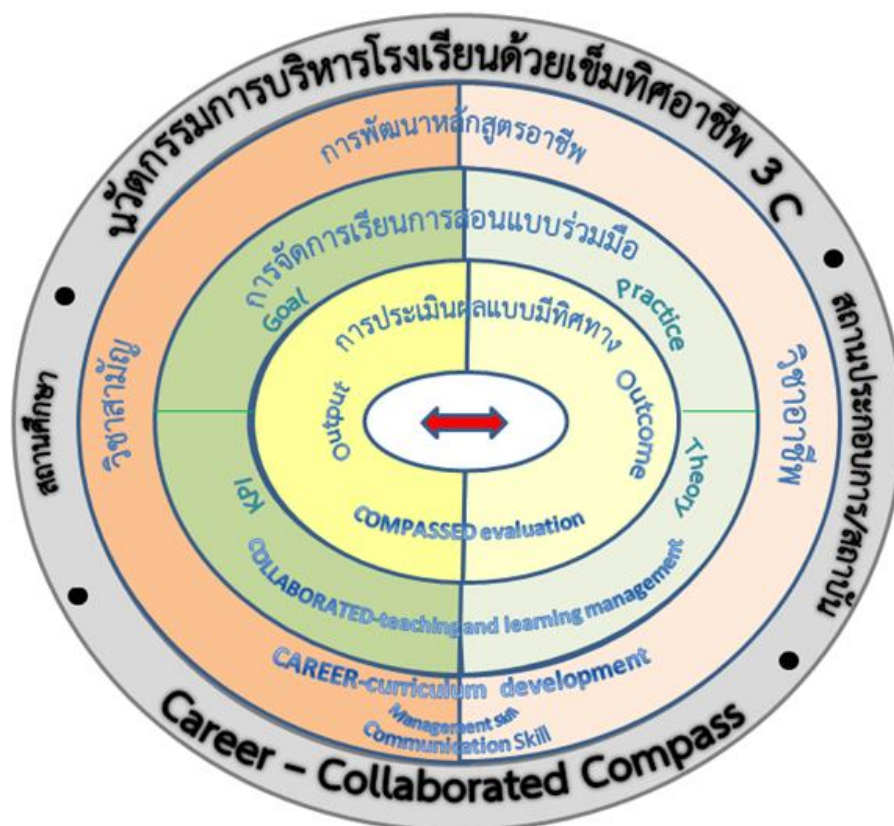 นวัตกรรมการบริหารโรงเรียนด้วยเข็มทิศอาชีพ 3 C
การพัฒนาหลักสูตรอาชีพ
การจัดการเรียนการสอนแบบร่วมมือ
Goal
Practice
การประเมินผลแบบมีทิศทาง
สถานศึกษา
วิชาสามัญ
Output
Outcome
วิชาอาชีพ
สถานประกอบการ/สถาบัน
KPI
Theory
COMPASSED evaluation
COLLABORATED-teaching and learning management
CAREER-curriculum development
Management Skill
Communication Skill
Career – Collaborated Compass